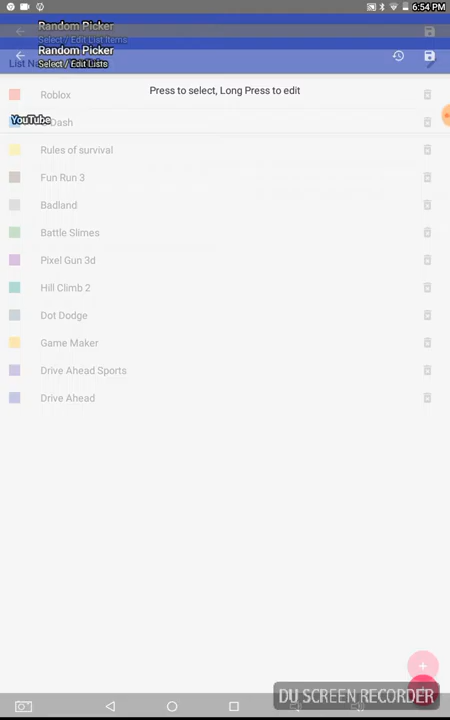 6:54 PM
Random Picker
Select / Edit List Items
Random Picker
Select / Edit Lists
List
Press to select, Long Press to edit
Roblox
YouTube
Dash
Rules of survival
Fun Run 3
Badland
Battle Slimes
Pixel Gun 3d
Hill Climb 2
Dot Dodge
Game Maker
Drive Ahead Sports
Drive Ahead
DU SCREEN RECORDER